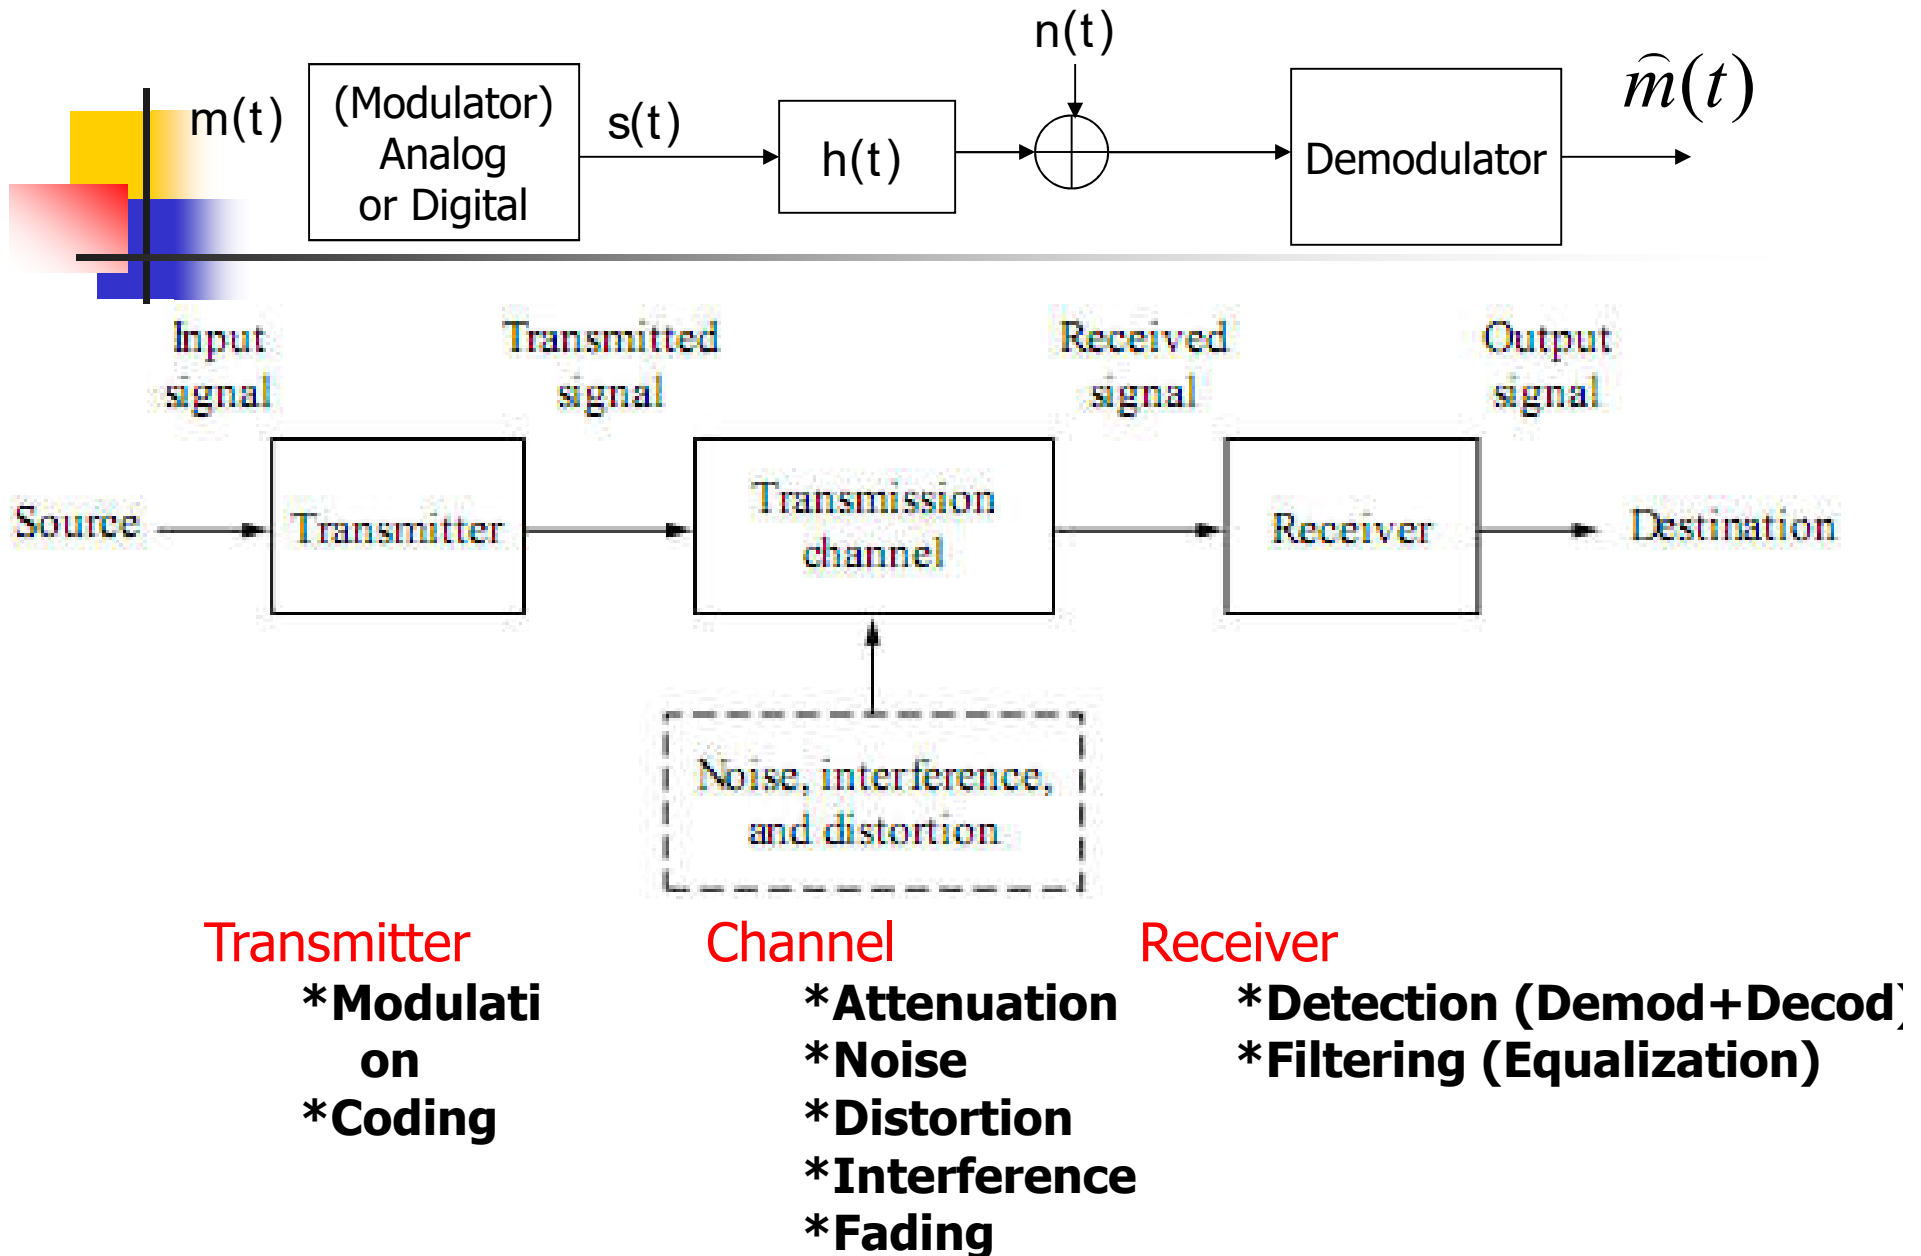 n(t)
m(t)
(Modulator)
Analog
or Digital
s(t)
h(t)
Demodulator
m̂(t)
Input
signal
Transmitted
signal
Received
signal
Output
signal
Source
Transmitter
Transmission
channel
Receiver
Destination
Noise, interference,
and distortion
Transmitter
*Modulati
on
*Coding
Channel
*Attenuation
*Noise
*Distortion
*Interference
*Fading
Receiver
*Detection (Demod+Decod)
*Filtering (Equalization)